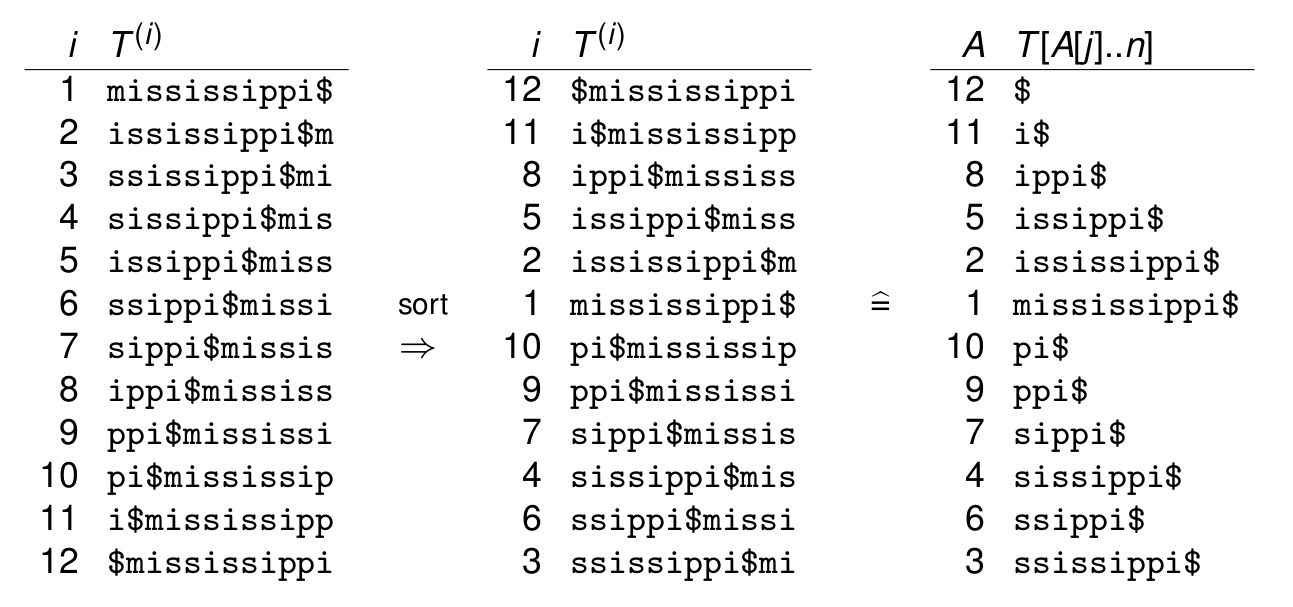 i T^(i) i T^(i) A T[A[j]..n]
1 mississippi$ 12 $mississippi 12 $
2 ississippi$m 11 i$mississipp 11 i$
3 ssissippi$mi 8 ippi$mississ 8 ippi$
4 sissippi$mis 5 issippi$miss 5 issippi$
5 issippi$miss 2 ississippi$m 2 ississippi$
6 ssippi$missi sort 1 mississippi$ ≙ 1 mississippi$
7 sippi$missis ⇒ 10 pi$mississip 10 pi$
8 ippi$mississ 9 ppi$mississi 9 ppi$
9 ppi$mississi 7 sippi$missis 7 sippi$
10 pi$mississip 4 sissippi$mis 4 sissippi$
11 i$mississipp 6 ssippi$missi 6 ssippi$
12 $mississippi 3 ssissippi$mi 3 ssissippi$